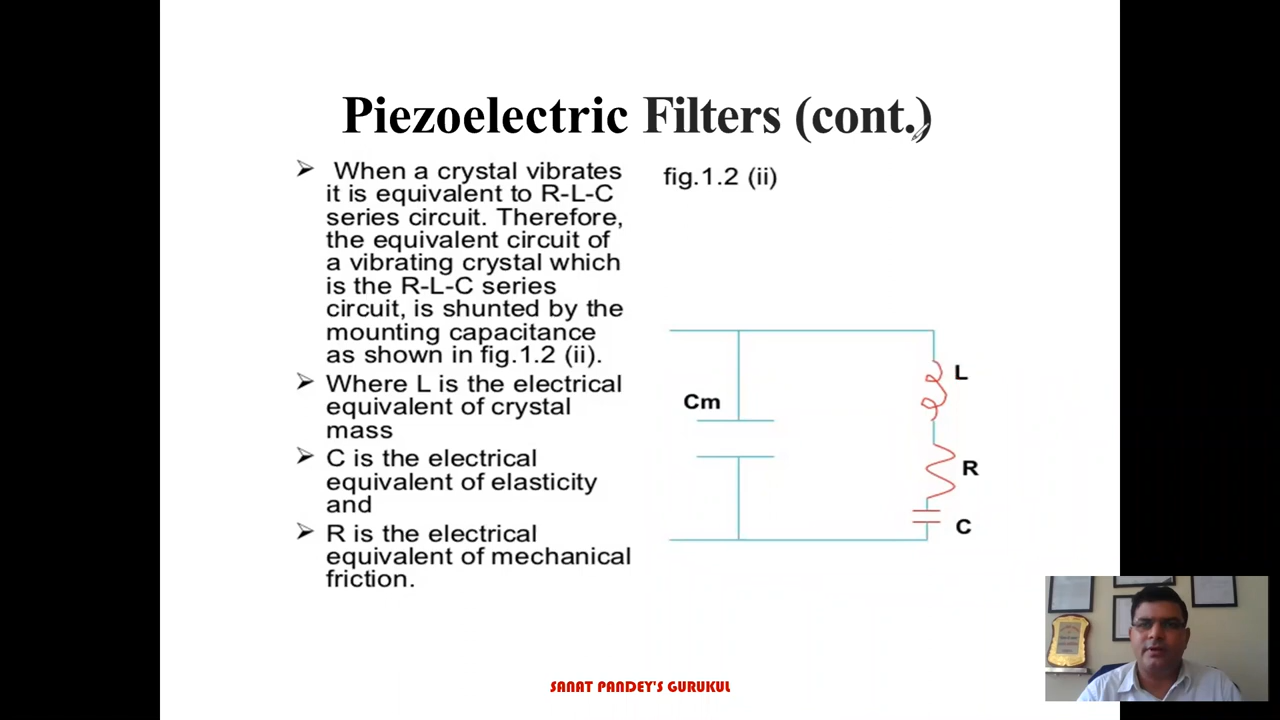 Piezoelectric Filters (cont.)
➢ When a crystal vibrates
it is equivalent to R-L-C
series circuit. Therefore,
the equivalent circuit of
a vibrating crystal which
is the R-L-C series
circuit, is shunted by the
mounting capacitance
as shown in fig.1.2 (ii).
➢ Where L is the electrical
equivalent of crystal
mass
➢ C is the electrical
equivalent of elasticity
and
➢ R is the electrical
equivalent of mechanical
friction.
fig.1.2 (ii)
L
Cm
R
C
SANAT PANDEY'S GURUKUL